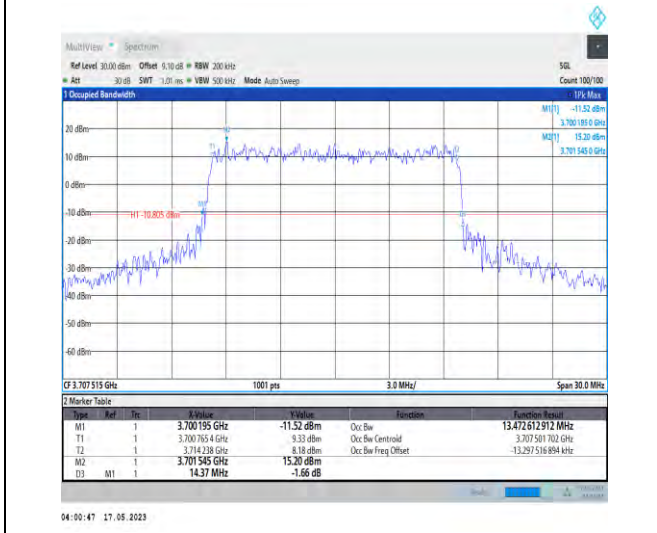 MultiView Spectrum
Ref Level 30.00 dBm Offset 9.10 dB RBW 200 kHz SGL
Att 30 dB SWT 1.01 ms VBW 500 kHz Mode Auto Sweep Count 100/100
1 Occupied Bandwidth 1Pk Max
M1[1] -11.52 dBm
3.700 195 0 GHz
M2[1] 15.20 dBm
3.701 545 0 GHz
20 dBm
M2
T1
10 dBm
0 dBm
M1
-10 dBm H1 -10.805 dBm
-20 dBm
-30 dBm
-40 dBm
-50 dBm
-60 dBm
CF 3.707 515 GHz 1001 pts 3.0 MHz/ Span 30.0 MHz
2 Marker Table
Type Ref Trc X-Value Y-Value Function Function Result
M1 1 3.700195 GHz -11.52 dBm Occ Bw 13.472 612 912 MHz
T1 1 3.700 765 4 GHz 9.33 dBm Occ Bw Centroid 3.707 501 702 GHz
T2 1 3.714 238 GHz 8.18 dBm Occ Bw Freq Offset -13.297 516 894 kHz
M2 1 3.701 545 GHz 15.20 dBm
D3 M1 1 14.37 MHz -1.66 dB
04:00:47 17.05.2023